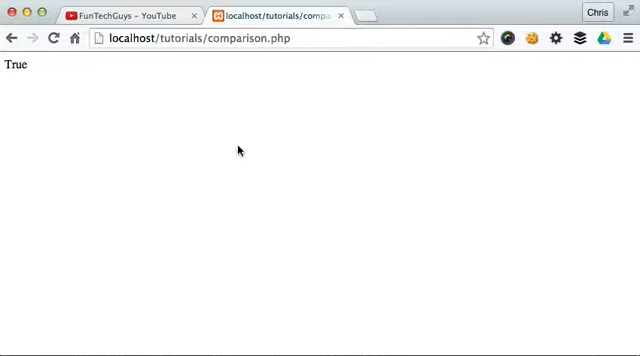 FunTechGuys – YouTube
localhost/tutorials/compa
Chris
localhost/tutorials/comparison.php
True